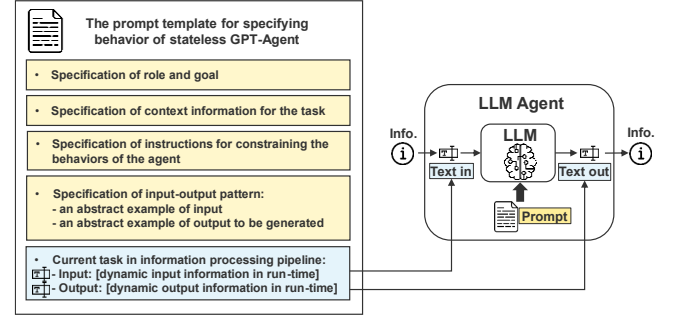 The prompt template for specifying
behavior of stateless GPT-Agent
• Specification of role and goal
• Specification of context information for the task
• Specification of instructions for constraining the
behaviors of the agent
• Specification of input-output pattern:
- an abstract example of input
- an abstract example of output to be generated
• Current task in information processing pipeline:
- Input: [dynamic input information in run-time]
- Output: [dynamic output information in run-time]
LLM Agent
Info.
LLM
Info.
Text in
Text out
Prompt